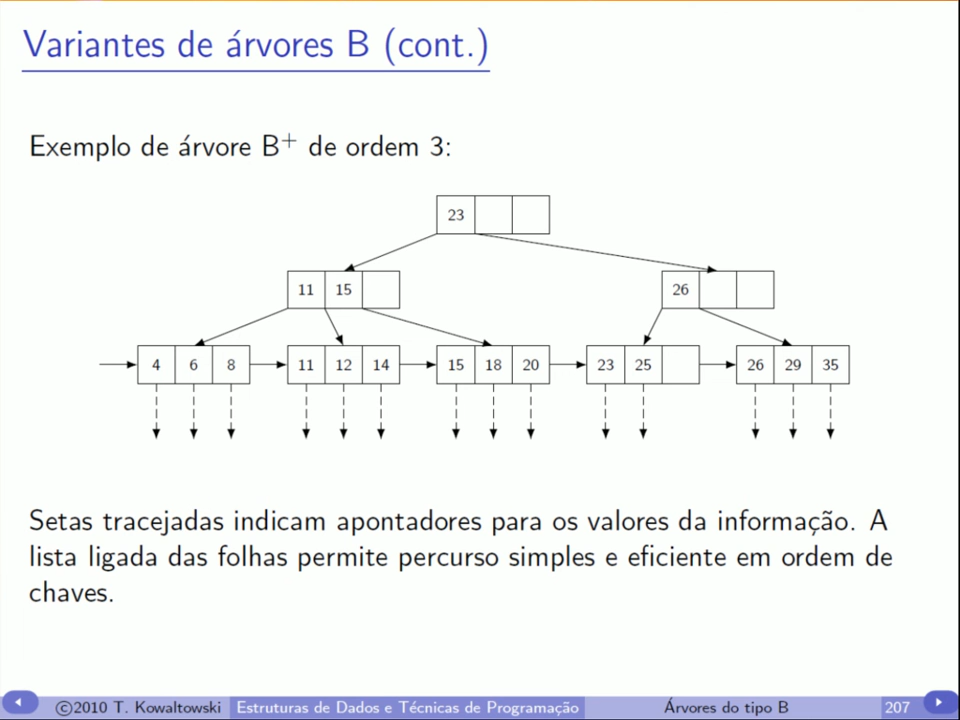 Variantes de árvores B (cont.)
Exemplo de árvore B+ de ordem 3:
23
11 15
26
4 6 8
11 12 14
15 18 20
23 25
26 29 35
Setas tracejadas indicam apontadores para os valores da informação. A
lista ligada das folhas permite percurso simples e eficiente em ordem de
chaves.
©2010 T. Kowaltowski Estruturas de Dados e Técnicas de Programação Árvores do tipo B 207